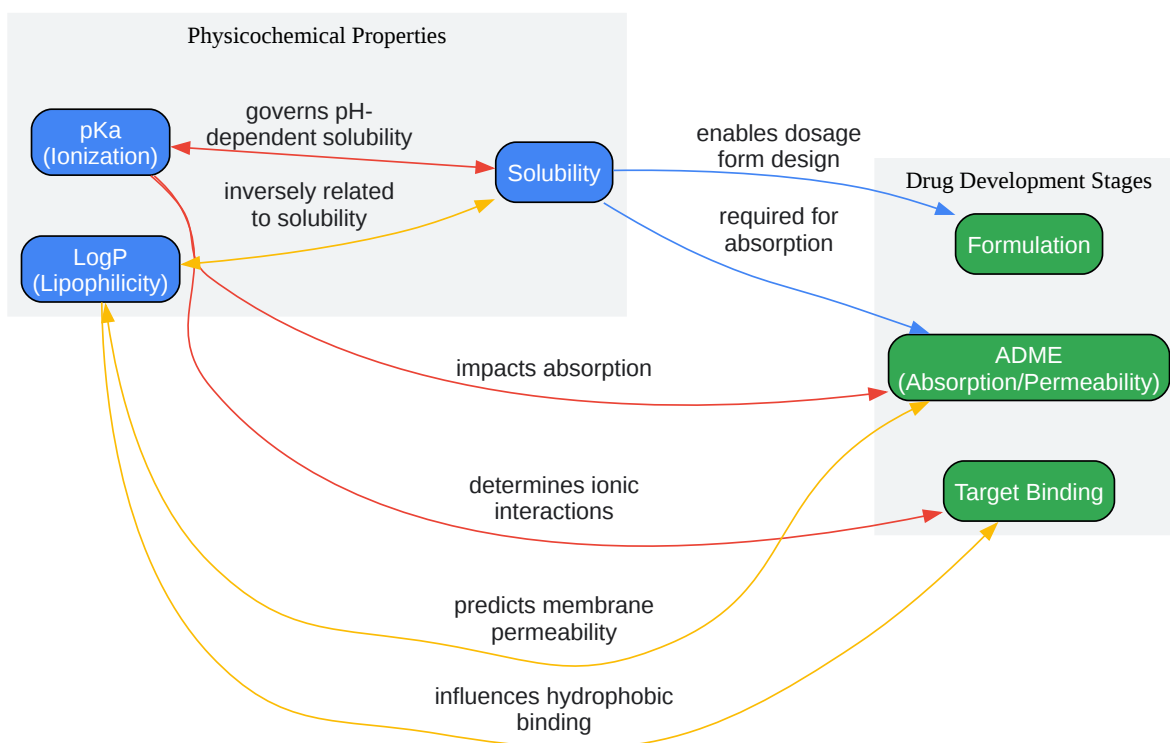 Physicochemical Properties
pKa
(Ionization)
governs pH-
dependent solubility
inversely related
to solubility
LogP
(Lipophilicity)
Solubility
enables dosage
form design
required for
absorption
Drug Development Stages
Formulation
ADME
(Absorption/Permeability)
impacts absorption
determines ionic
interactions
Target Binding
predicts membrane
permeability
influences hydrophobic
binding